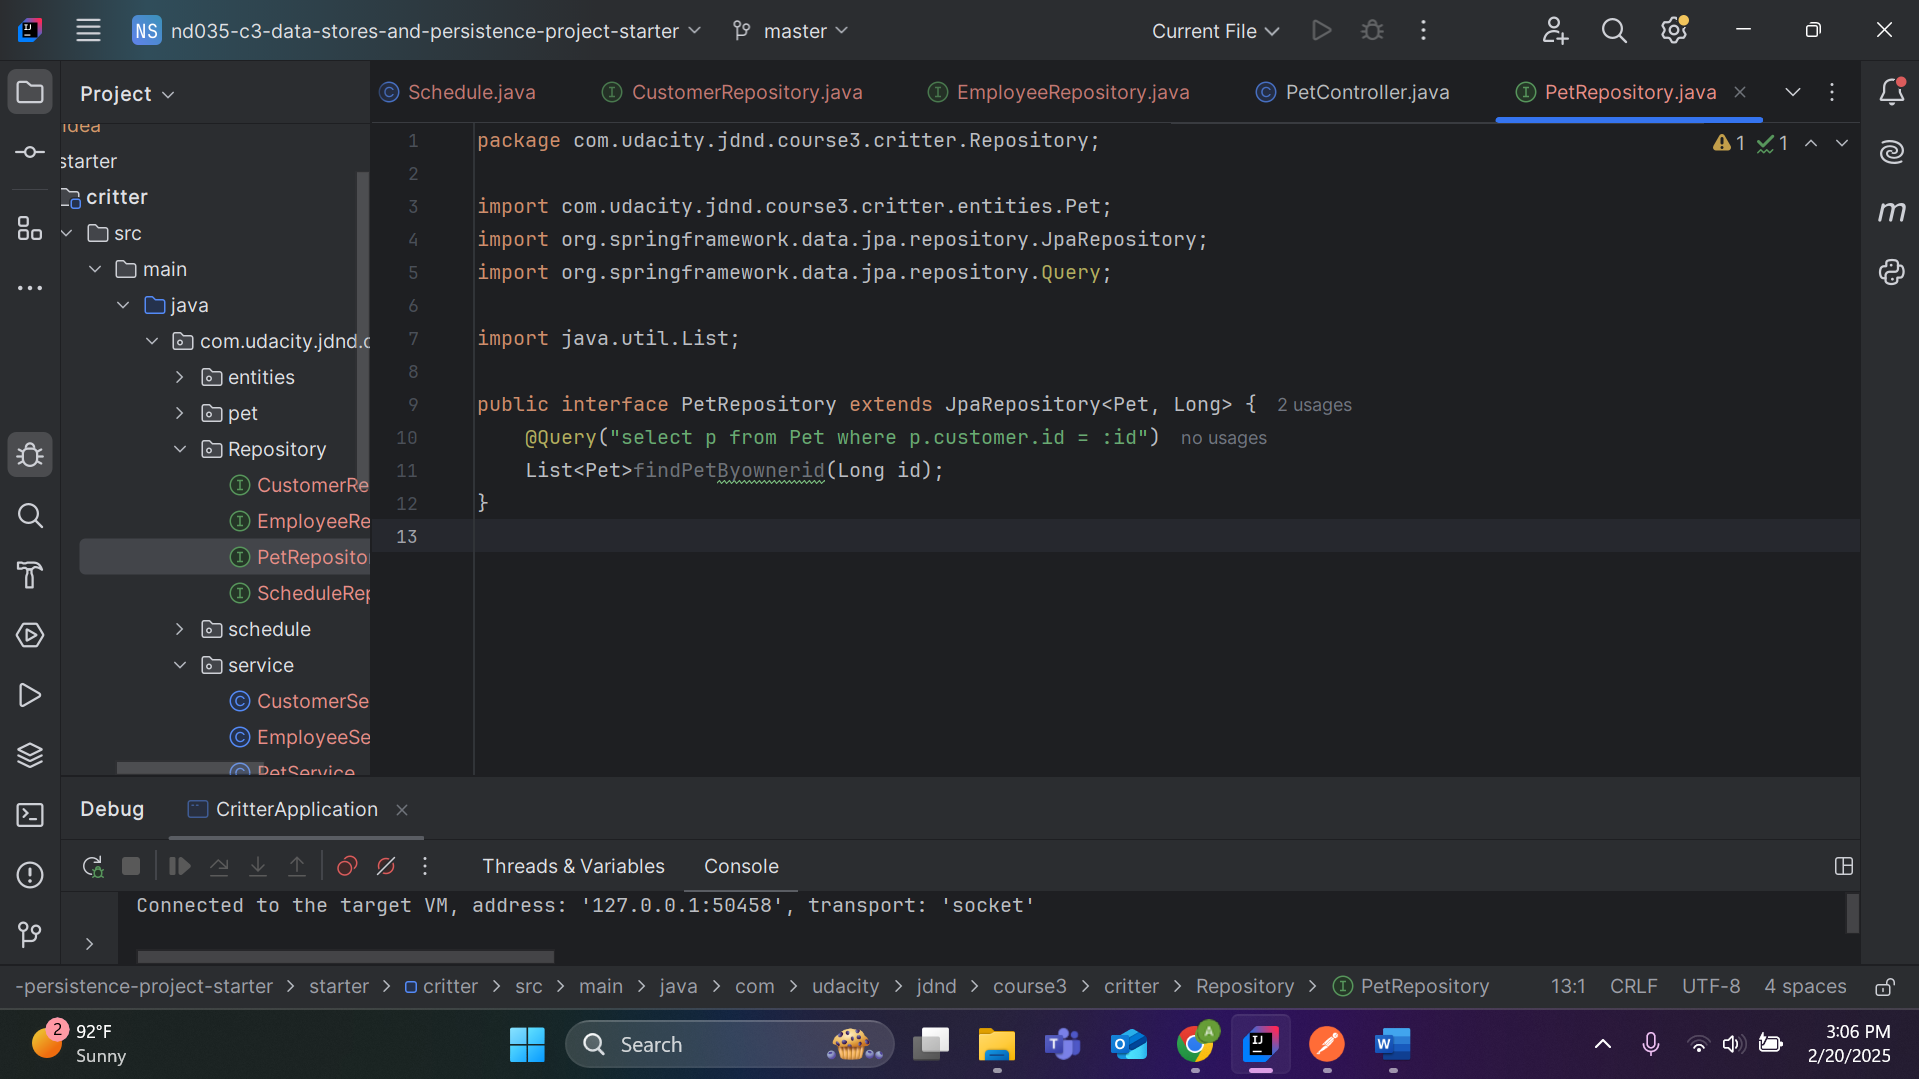 NS nd035-c3-data-stores-and-persistence-project-starter master Current File
Project
Schedule.java CustomerRepository.java EmployeeRepository.java PetController.java PetRepository.java
idea
starter
critter
src
main
java
com.udacity.jdnd.c
entities
pet
Repository
CustomerRe
EmployeeRe
PetReposito
ScheduleRep
schedule
service
CustomerSe
EmployeeSe
PetService
1 package com.udacity.jdnd.course3.critter.Repository;
2
3 import com.udacity.jdnd.course3.critter.entities.Pet;
4 import org.springframework.data.jpa.repository.JpaRepository;
5 import org.springframework.data.jpa.repository.Query;
6
7 import java.util.List;
8
9 public interface PetRepository extends JpaRepository<Pet, Long> { 2 usages
10 @Query("select p from Pet where p.customer.id = :id") no usages
11 List<Pet>findPetByownerid(Long id);
12 }
13
1 1
m
Debug CritterApplication
Threads & Variables Console
Connected to the target VM, address: '127.0.0.1:50458', transport: 'socket'
-persistence-project-starter > starter > critter > src > main > java > com > udacity > jdnd > course3 > critter > Repository > PetRepository 13:1 CRLF UTF-8 4 spaces
2 92°F
Sunny
Search
3:06 PM
2/20/2025